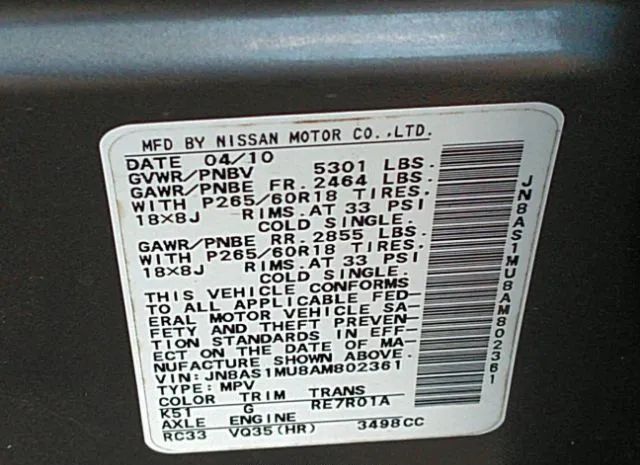 MFD BY NISSAN MOTOR CO.,LTD.
DATE 04/10
GVWR/PNBV 5301 LBS.
GAWR/PNBE FR. 2464 LBS.
WITH P265/60R18 TIRES.
18×8J RIMS.AT 33 PSI
COLD SINGLE.
GAWR/PNBE RR. 2855 LBS.
WITH P265/60R18 TIRES.
18×8J RIMS.AT 33 PSI
COLD SINGLE.
THIS VEHICLE CONFORMS
TO ALL APPLICABLE FED-
ERAL MOTOR VEHICLE SA-
FETY AND THEFT PREVEN-
TION STANDARDS IN EFF-
ECT ON THE DATE OF MA-
NUFACTURE SHOWN ABOVE.
VIN: JN8AS1MU8AM802361
TYPE: MPV
COLOR TRIM TRANS
K51 G RE7R01A
AXLE ENGINE
RC33 VQ35(HR) 3498CC
JN8AS1MU8AM802361